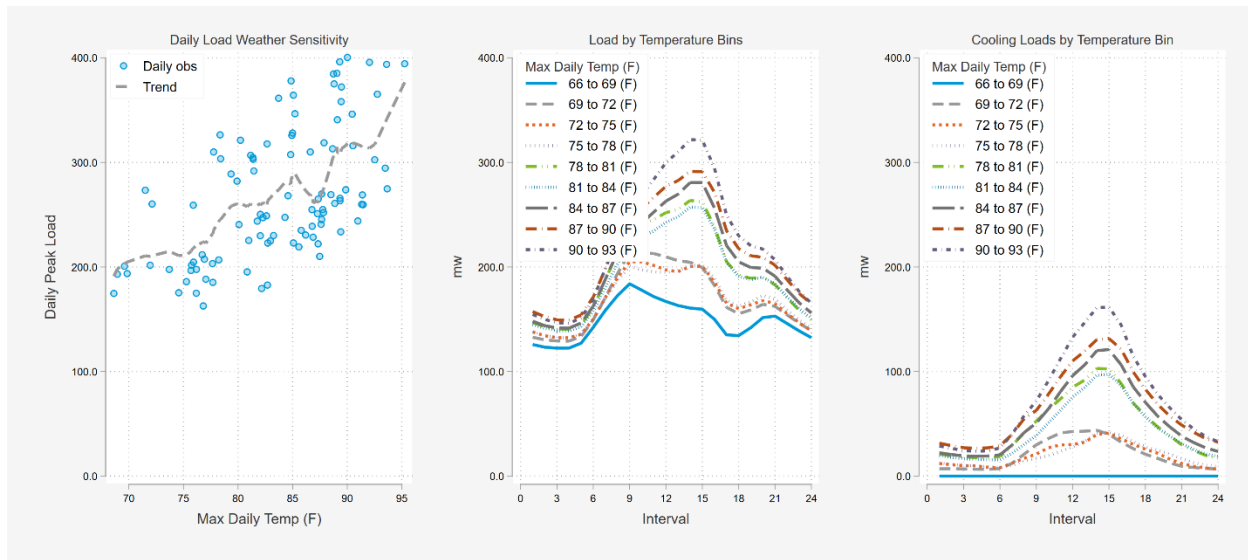 Daily Load Weather Sensitivity
400.0
300.0
200.0
100.0
0.0
Daily Peak Load
Daily obs
Trend
70
75
80
85
90
95
Max Daily Temp (F)
Load by Temperature Bins
400.0
300.0
200.0
100.0
0.0
mw
Max Daily Temp (F)
66 to 69 (F)
69 to 72 (F)
72 to 75 (F)
75 to 78 (F)
78 to 81 (F)
81 to 84 (F)
84 to 87 (F)
87 to 90 (F)
90 to 93 (F)
0
3
6
9
12
15
18
21
24
Interval
Cooling Loads by Temperature Bin
400.0
300.0
200.0
100.0
0.0
mw
Max Daily Temp (F)
66 to 69 (F)
69 to 72 (F)
72 to 75 (F)
75 to 78 (F)
78 to 81 (F)
81 to 84 (F)
84 to 87 (F)
87 to 90 (F)
90 to 93 (F)
0
3
6
9
12
15
18
21
24
Interval